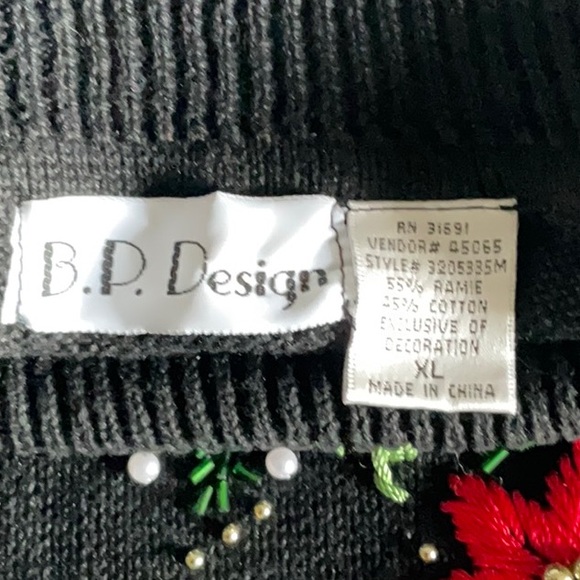 B.P. Design
RN 31691
VENDOR# 45065
STYLE# 3205335M
55% RAMIE
45% COTTON
EXCLUSIVE OF
DECORATION
XL
MADE IN CHINA